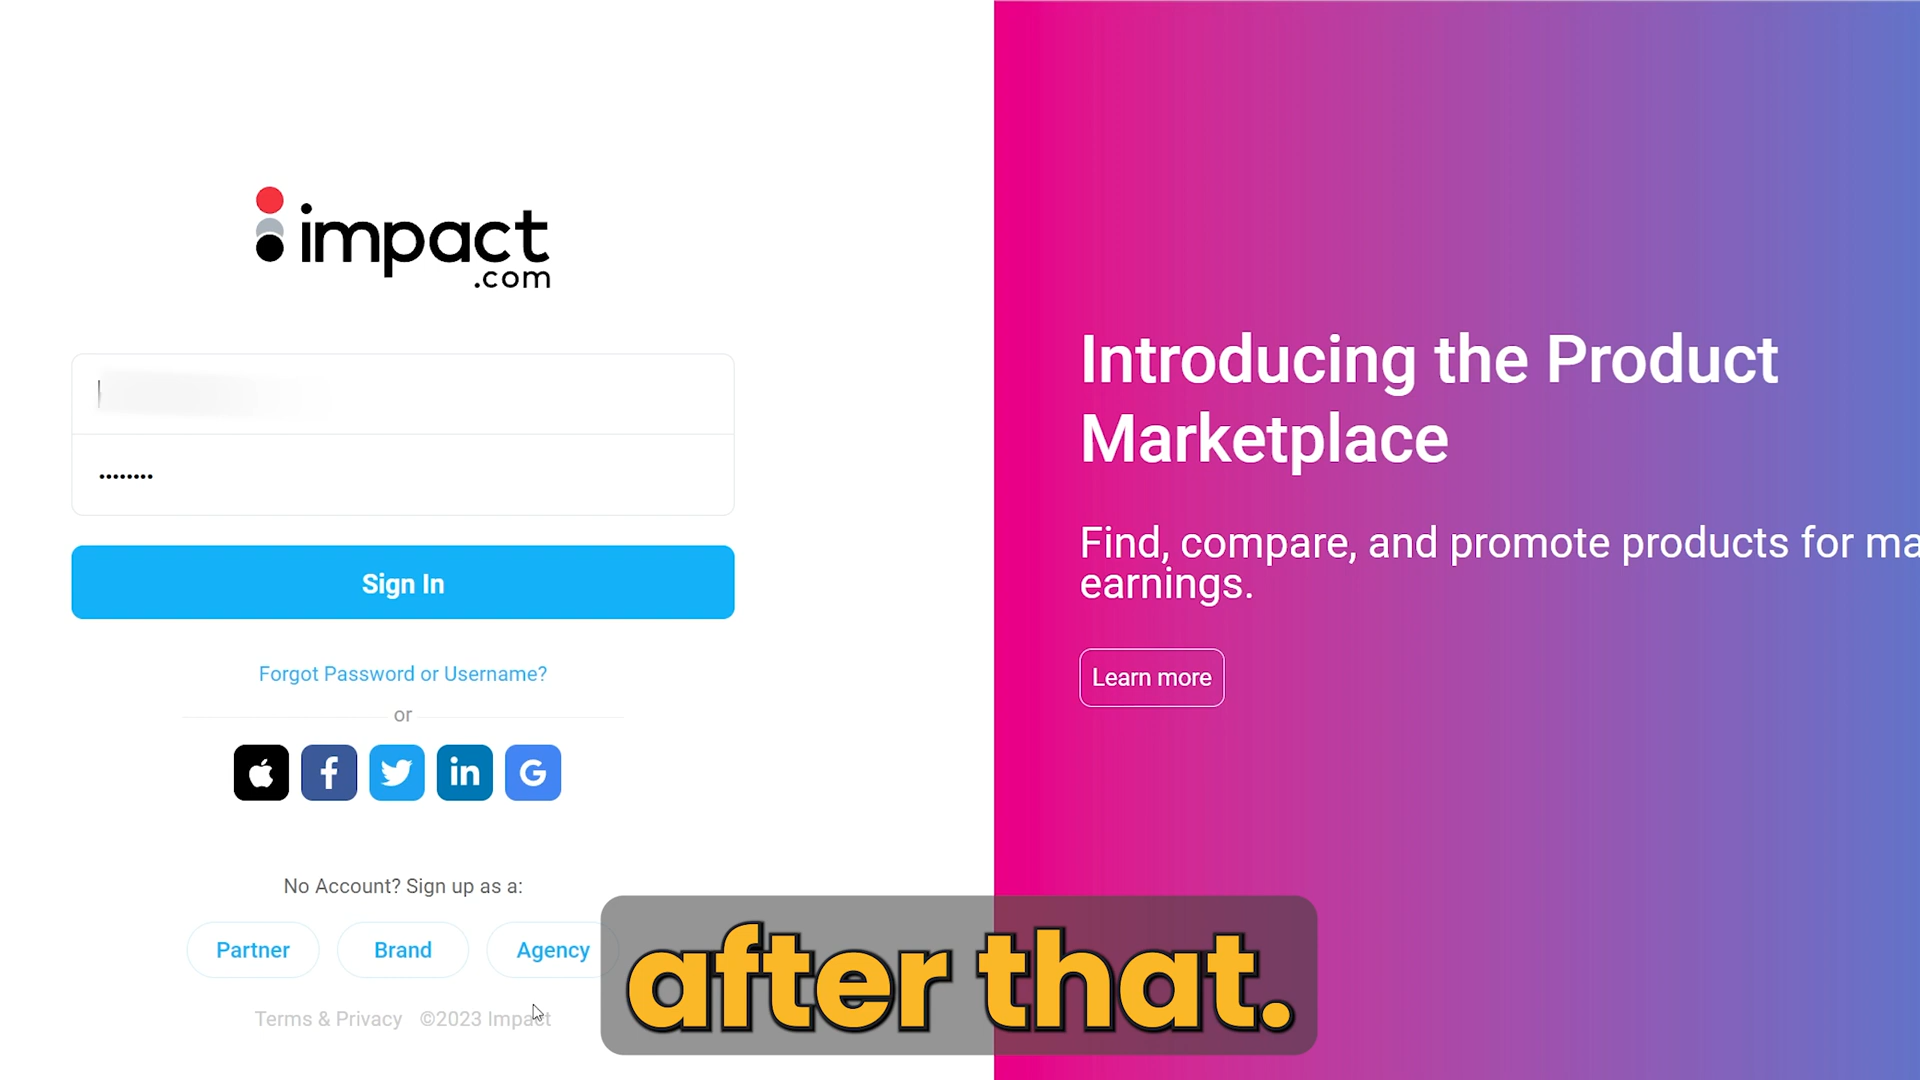 impact
.com
••••••••
Sign In
Forgot Password or Username?
or
f
in
G
No Account? Sign up as a:
Partner
Brand
Agency
Terms & Privacy ©2023 Impact
Introducing the Product
Marketplace
Find, compare, and promote products for ma
earnings.
Learn more
after that.